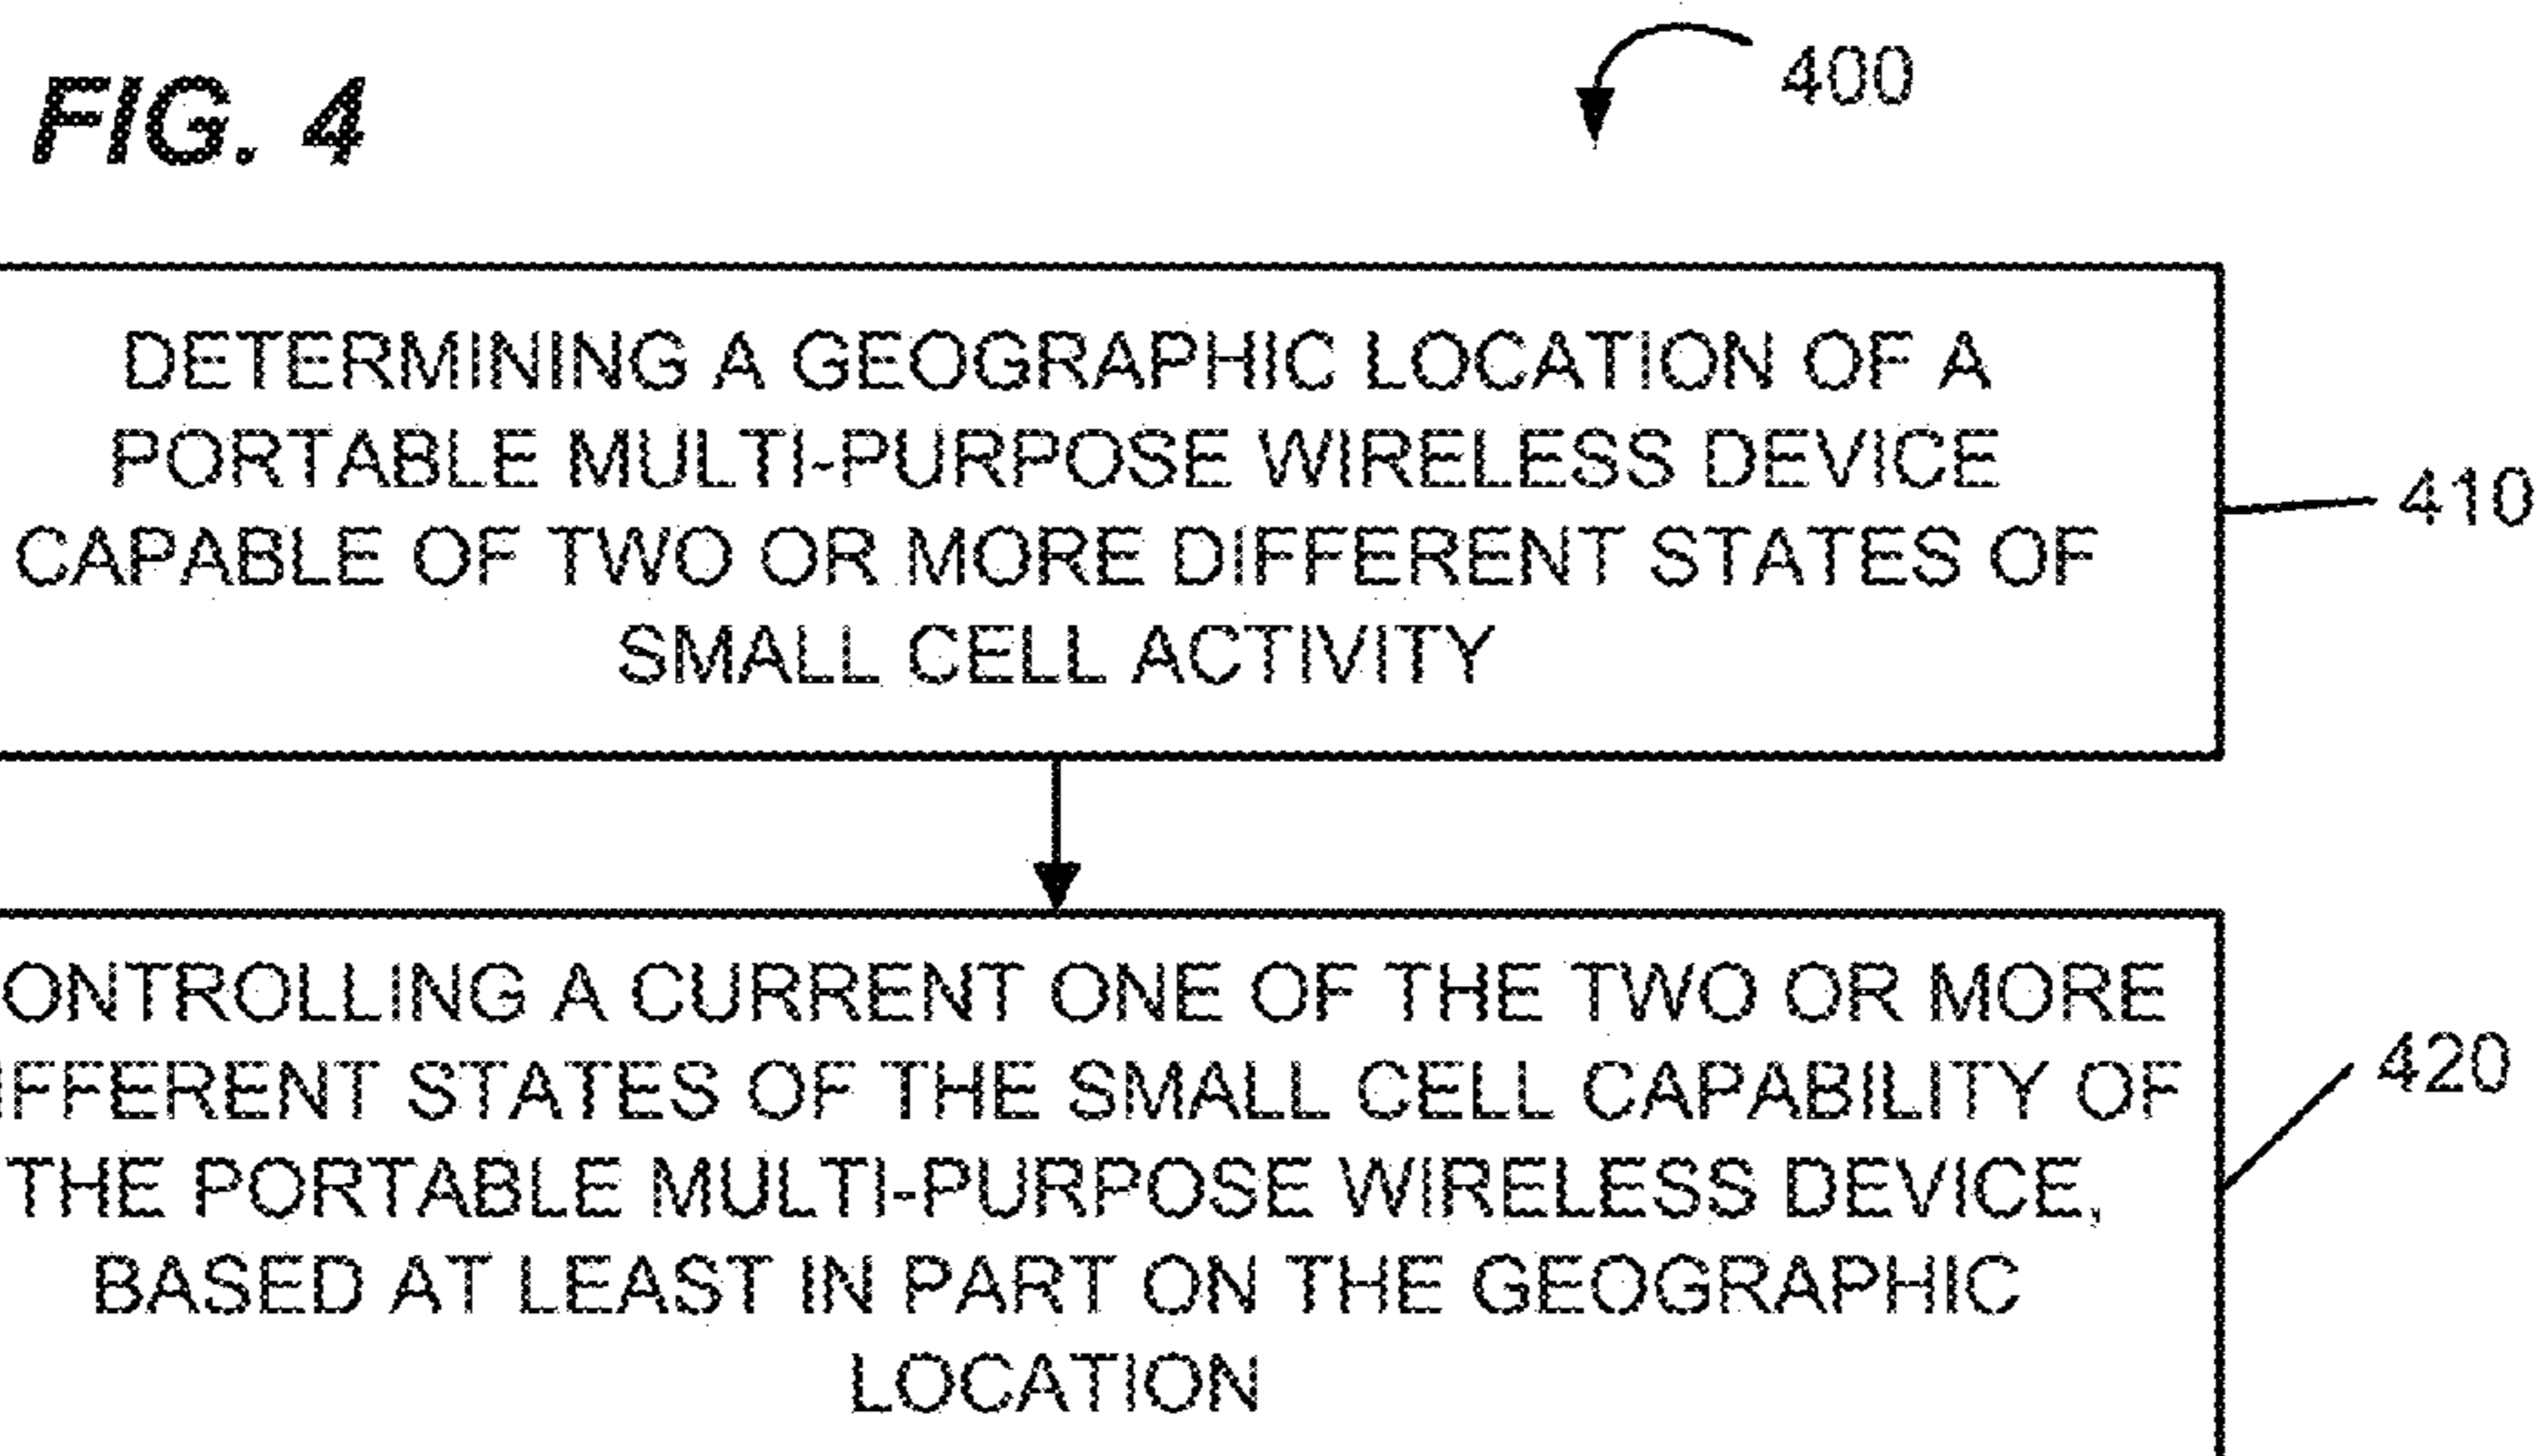 FIG. 4
400
DETERMINING A GEOGRAPHIC LOCATION OF A
PORTABLE MULTI-PURPOSE WIRELESS DEVICE
CAPABLE OF TWO OR MORE DIFFERENT STATES OF
SMALL CELL ACTIVITY
410
ONTROLLING A CURRENT ONE OF THE TWO OR MORE
IFFERENT STATES OF THE SMALL CELL CAPABILITY OF
THE PORTABLE MULTI-PURPOSE WIRELESS DEVICE,
BASED AT LEAST IN PART ON THE GEOGRAPHIC
LOCATION
420